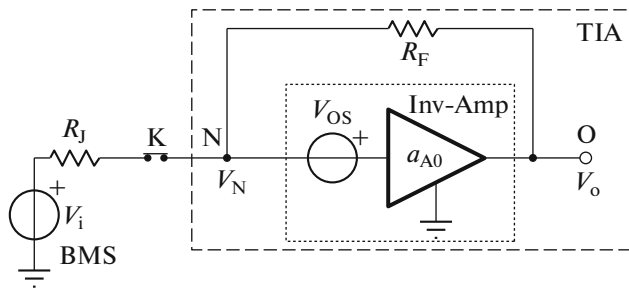 TIA
R_F
Inv-Amp
V_OS
+
a_A0
R_J
K
N
V_N
O
V_o
+
V_i
BMS